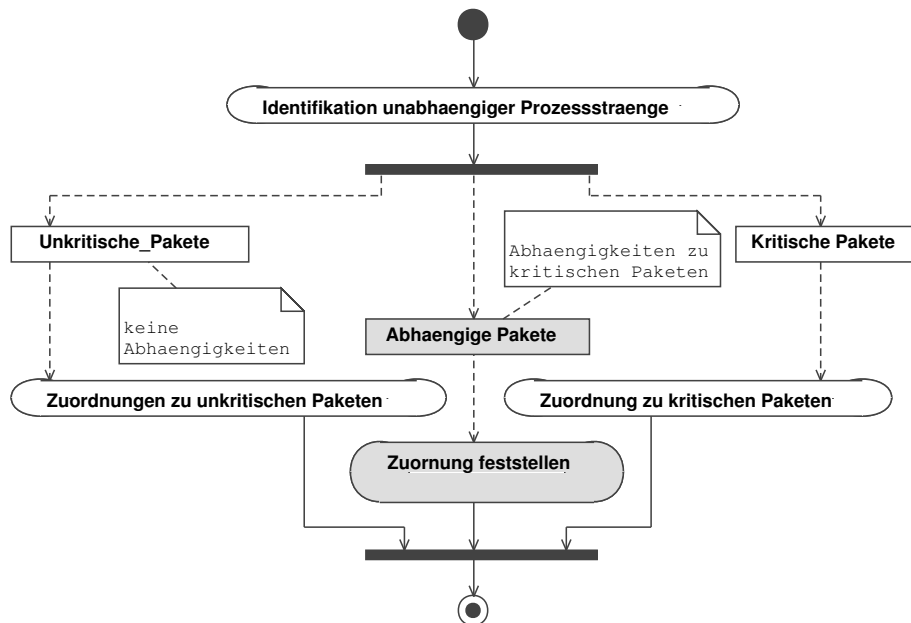 Identifikation unabhaengiger Prozessstraenge
Unkritische_Pakete
Abhaengigkeiten zu
kritischen Paketen
Kritische Pakete
keine
Abhaengigkeiten
Abhaengige Pakete
Zuordnungen zu unkritischen Paketen
Zuordnung zu kritischen Paketen
Zuornung feststellen